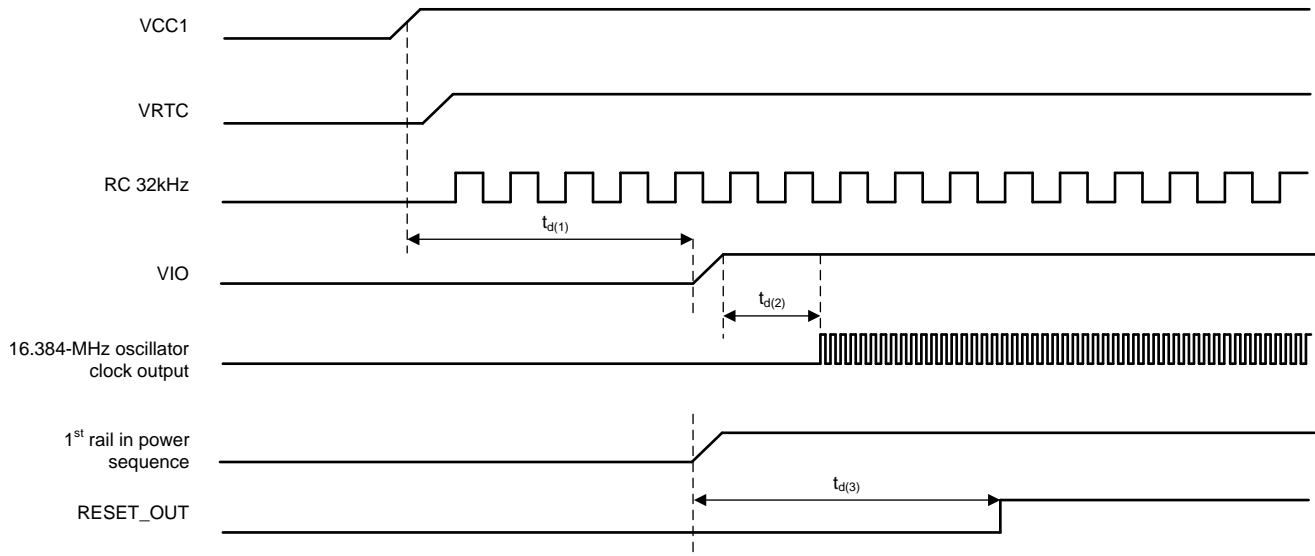 VCC1
VRTC
RC 32kHz
td(1)
VIO
td(2)
16.384-MHz oscillator
clock output
1st rail in power
sequence
td(3)
RESET_OUT